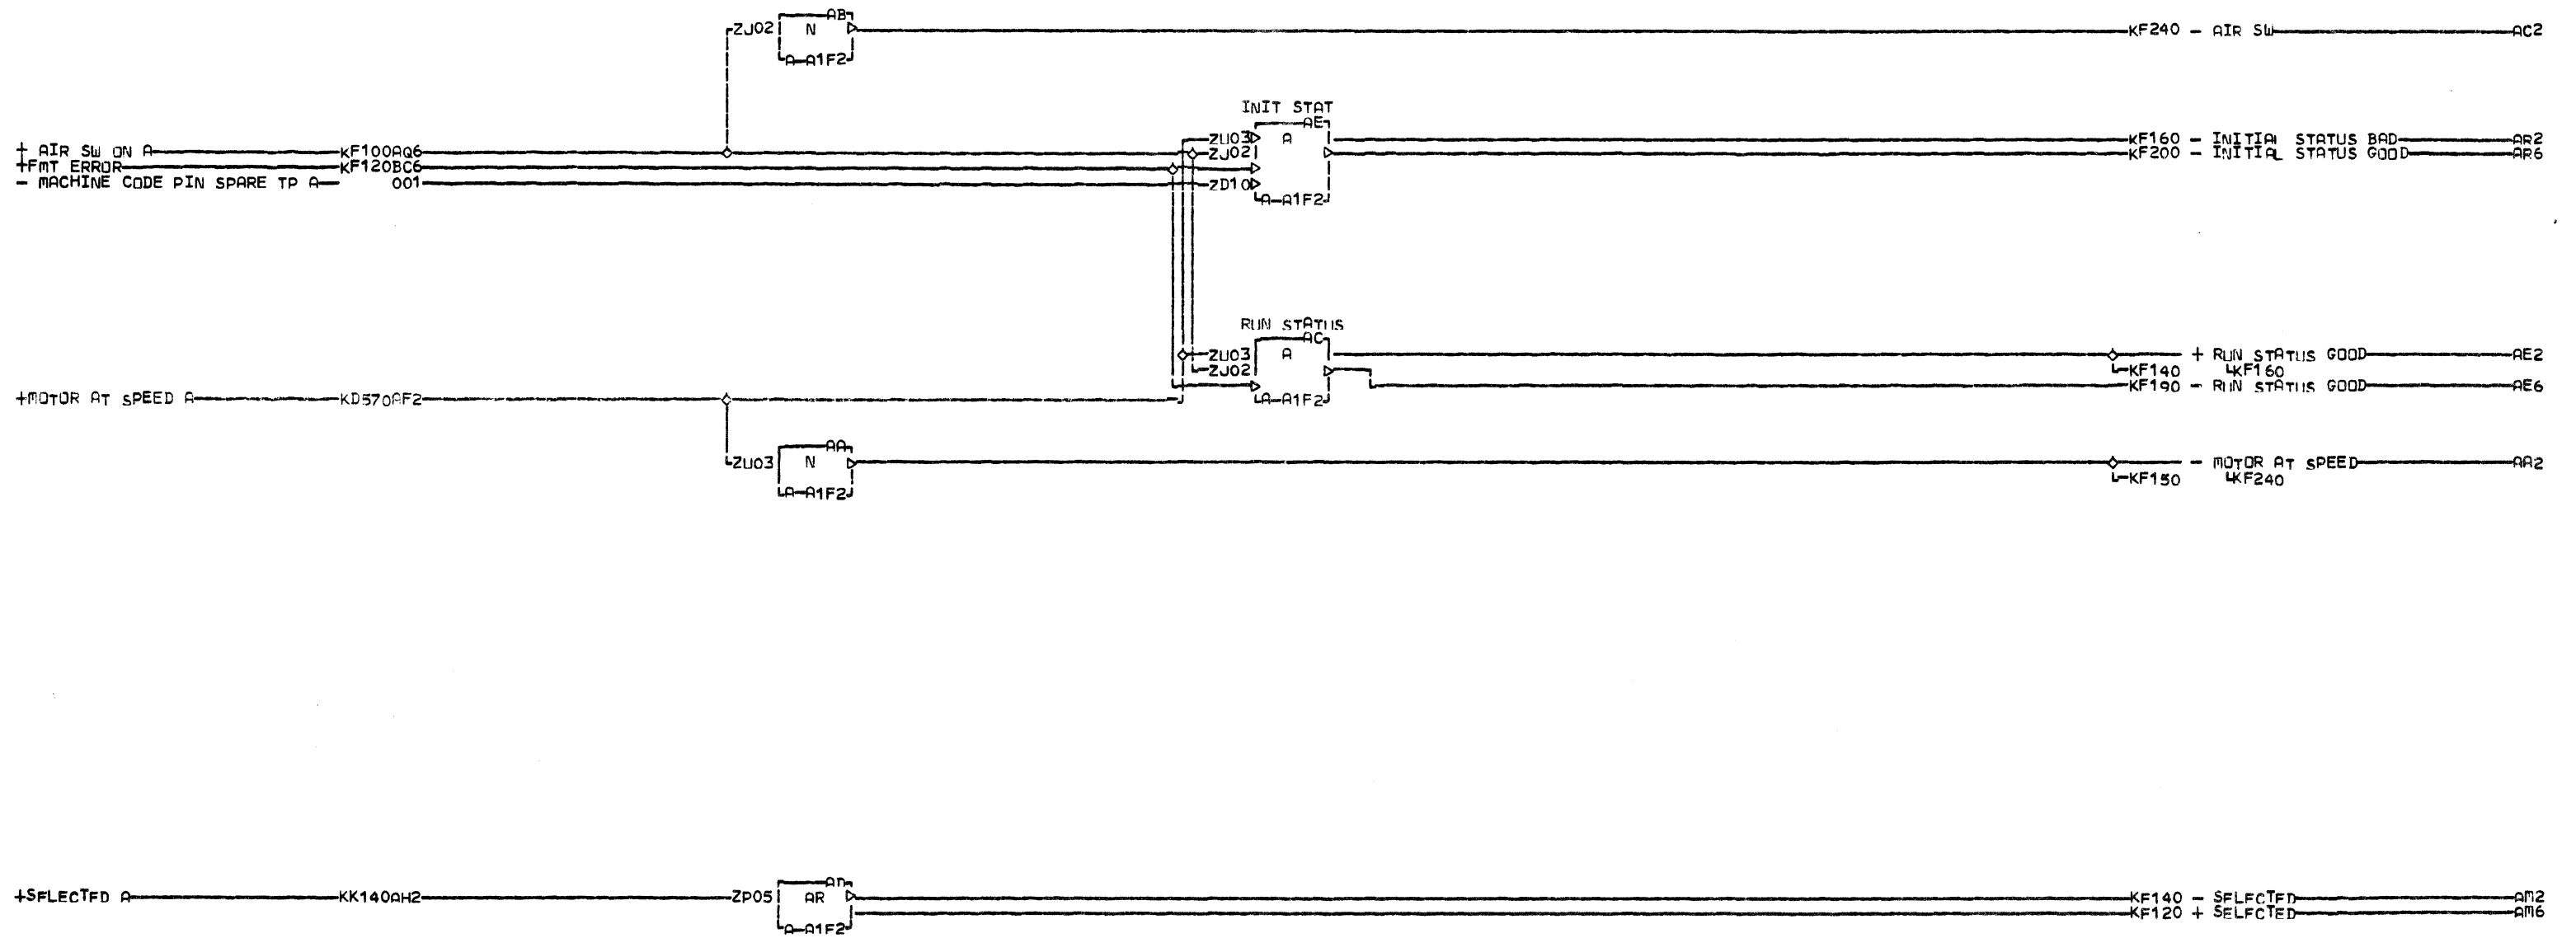 AB
ZJ02 N KF240 - AIR SW AC2
A-A1F2
INIT STAT
AE
ZU03 A KF160 - INITIAL STATUS BAD AR2
+ AIR SW ON A KF100AQ6 ZJ02 KF200 - INITIAL STATUS GOOD AR6
+FMT ERROR KF120BC6
- MACHINE CODE PIN SPARE TP A 001 ZD10
A-A1F2
RUN STATUS
AC
ZU03 A + RUN STATUS GOOD AE2
ZJ02 KF140 KF160
KF190 - RUN STATUS GOOD AE6
+MOTOR AT SPEED A KD570AF2 A-A1F2
AA
ZU03 N - MOTOR AT SPEED AA2
KF150 KF240
A-A1F2
AD
+SELECTED A KK140AH2 ZP05 AR KF140 - SELECTED AM2
KF120 + SELECTED AM6
A-A1F2